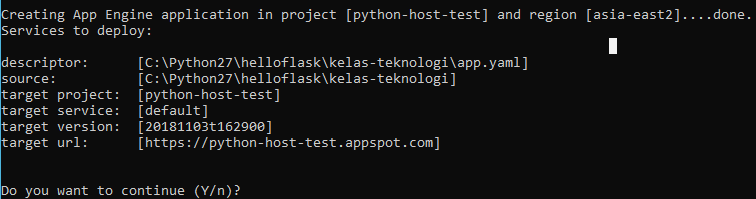 Creating App Engine application in project [python-host-test] and region [asia-east2]....done.
Services to deploy:
descriptor:      [C:\Python27\helloflask\kelas-teknologi\app.yaml]
source:          [C:\Python27\helloflask\kelas-teknologi]
target project:  [python-host-test]
target service:  [default]
target version:  [20181103t162900]
target url:      [https://python-host-test.appspot.com]
Do you want to continue (Y/n)?